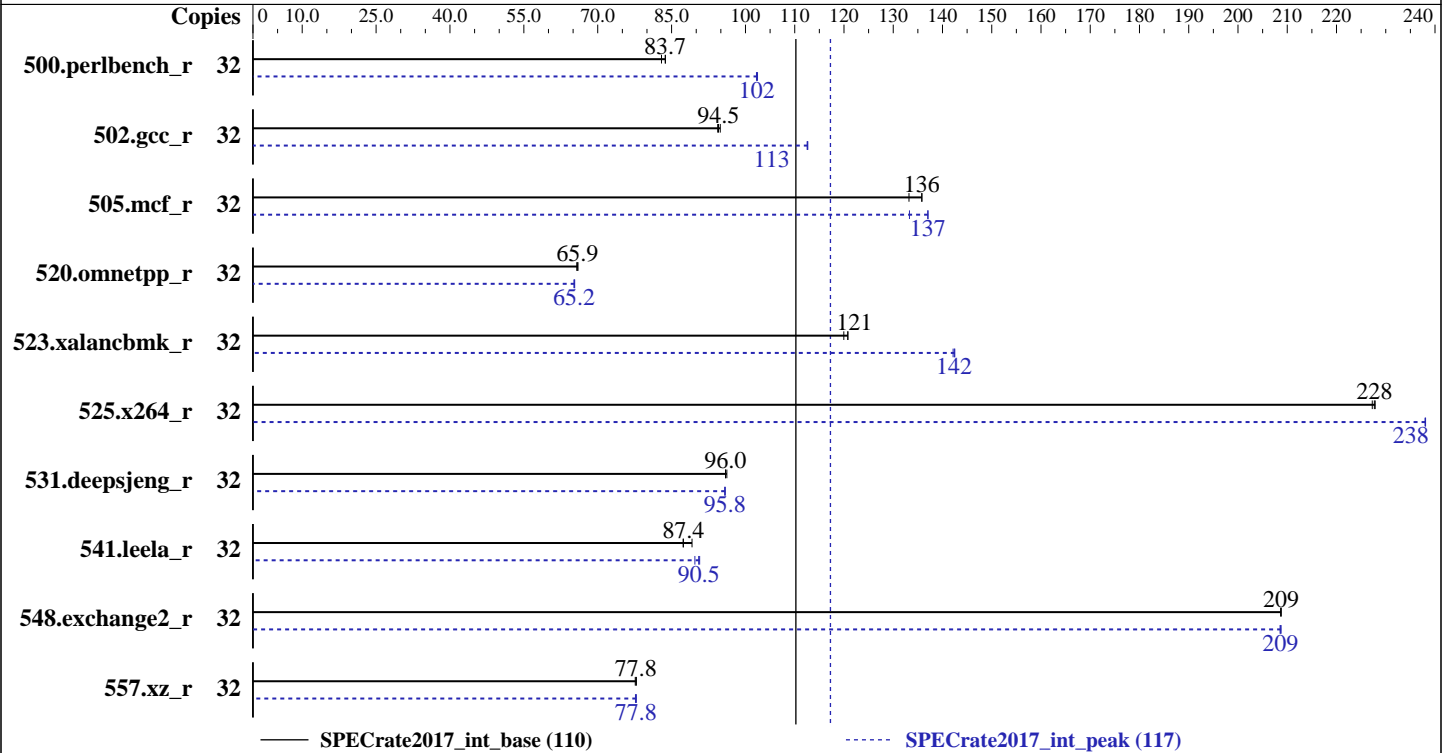 Copies 0 10.0 25.0 40.0 55.0 70.0 85.0 100 110 120 130 140 150 160 170 180 190 200 210 220 240
500.perlbench_r 32 83.7
102
502.gcc_r 32 94.5
113
505.mcf_r 32 136
137
520.omnetpp_r 32 65.9
65.2
523.xalancbmk_r 32 121
142
525.x264_r 32 228
238
531.deepsjeng_r 32 96.0
95.8
541.leela_r 32 87.4
90.5
548.exchange2_r 32 209
209
557.xz_r 32 77.8
77.8
SPECrate2017_int_base (110) SPECrate2017_int_peak (117)